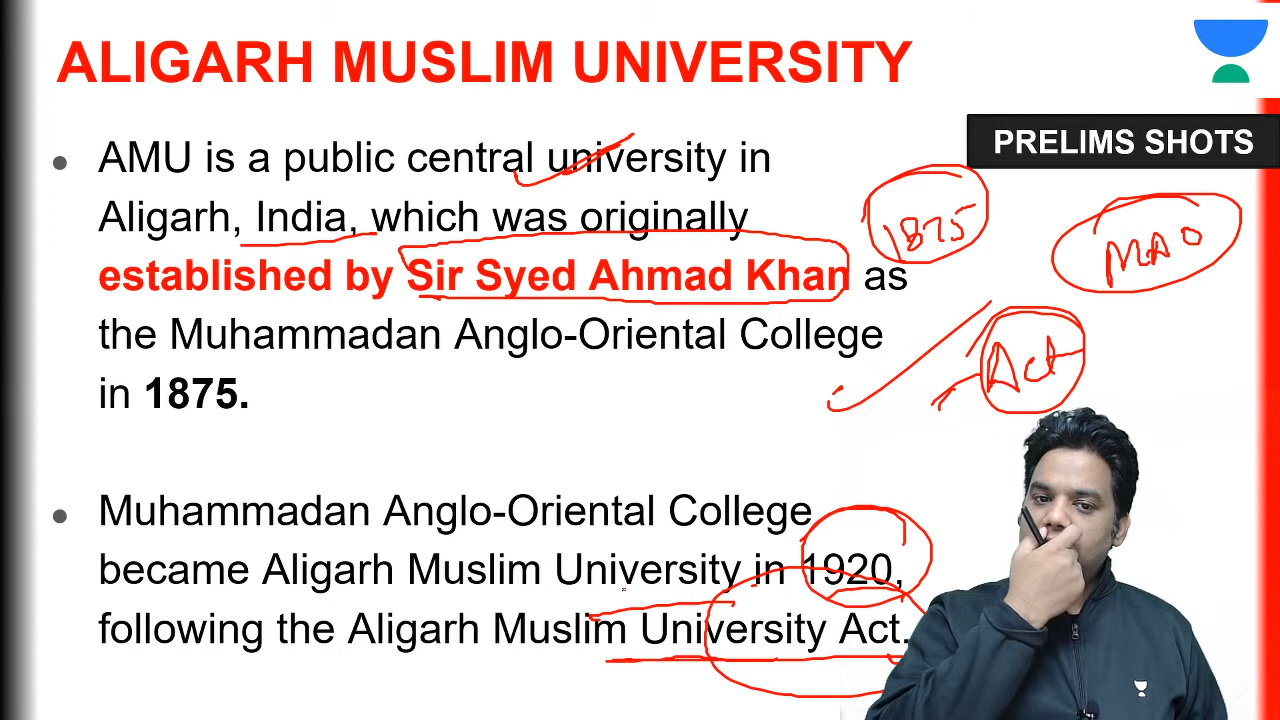 ALIGARH MUSLIM UNIVERSITY
PRELIMS SHOTS
• AMU is a public central university in
Aligarh, India, which was originally
established by Sir Syed Ahmad Khan as
the Muhammadan Anglo-Oriental College
in 1875.
1875
MAO
Act
• Muhammadan Anglo-Oriental College
became Aligarh Muslim University in 1920,
following the Aligarh Muslim University Act.